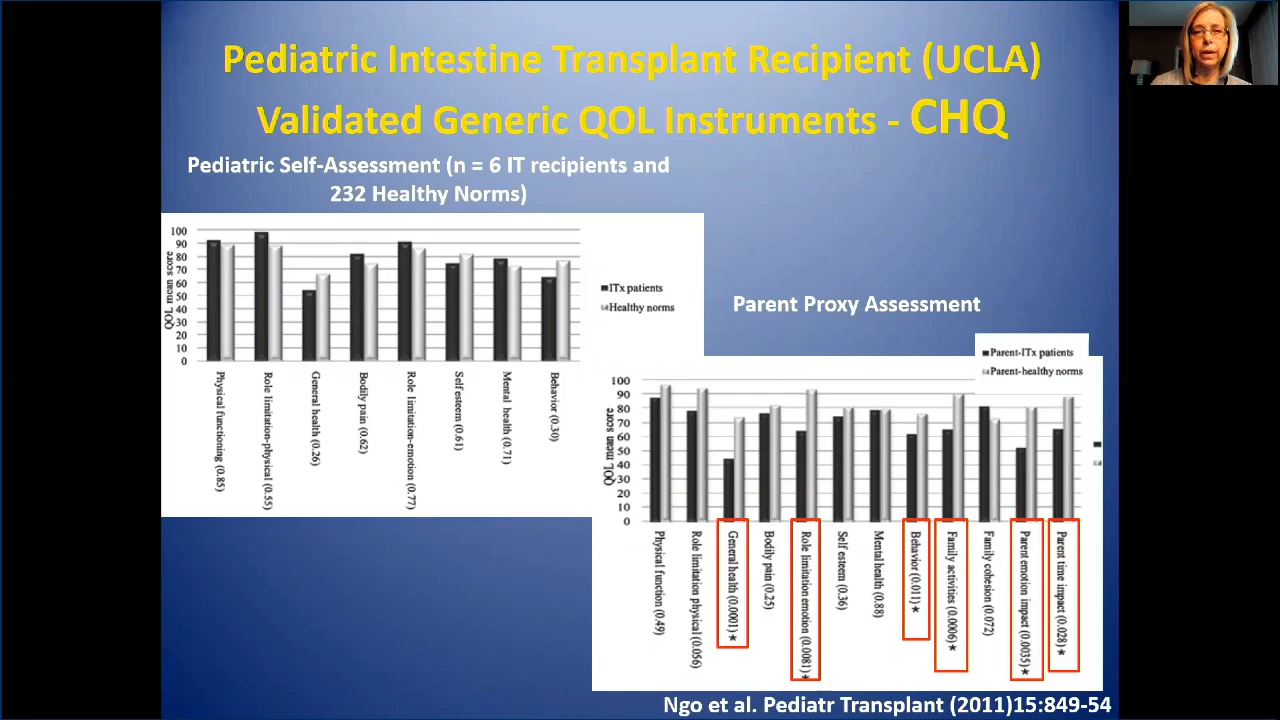 Pediatric Intestine Transplant Recipient (UCLA)
Validated Generic QOL Instruments - CHQ
Pediatric Self-Assessment (n = 6 IT recipients and
232 Healthy Norms)
QOL mean score
100
90
80
70
60
50
40
30
20
10
0
Physical functioning (0.85)
Role limitation-physical (0.55)
General health (0.26)
Bodily pain (0.62)
Role limitation-emotion (0.77)
Self esteem (0.61)
Mental health (0.71)
Behavior (0.30)
ITx patients
Healthy norms
Parent Proxy Assessment
Parent-ITx patients
Parent-healthy norms
QOL mean score
100
90
80
70
60
50
40
30
20
10
0
Physical function (0.49)
Role limitation physical (0.056)
General health (0.0001)*
Bodily pain (0.25)
Role limitation emotion (0.0081)*
Self esteem (0.36)
Mental health (0.88)
Behavior (0.011)*
Family activities (0.0006)*
Family cohesion (0.072)
Parent emotion impact (0.0035)*
Parent time impact (0.028)*
Ngo et al. Pediatr Transplant (2011)15:849-54